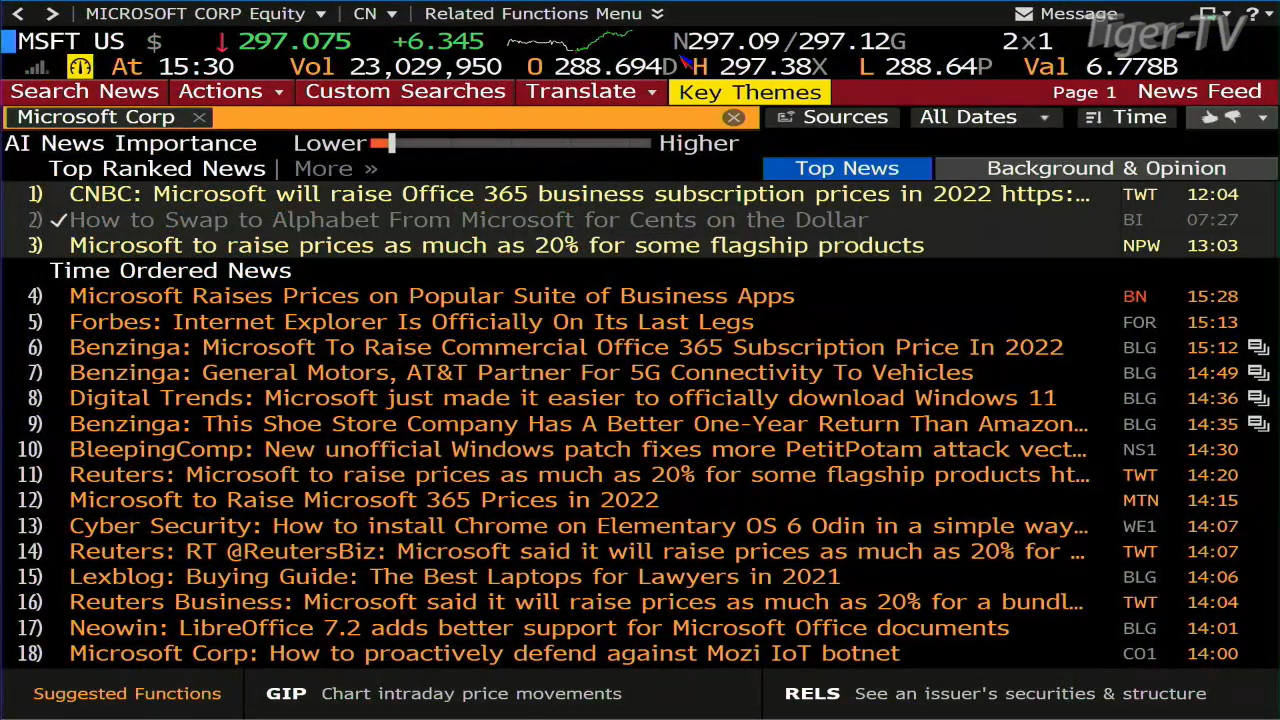 MICROSOFT CORP Equity CN Related Functions Menu Message ?
Tiger-TV
MSFT US $ ↓ 297.075 +6.345 N297.09 /297.12G 2x1
At 15:30 Vol 23,029,950 O 288.694D H 297.38X L 288.64P Val 6.778B
Search News Actions Custom Searches Translate Key Themes Page 1 News Feed
Microsoft Corp × Sources All Dates Time
AI News Importance Lower Higher
Top Ranked News More » Top News Background & Opinion
1) CNBC: Microsoft will raise Office 365 business subscription prices in 2022 https:... TWT 12:04
2) ✓How to Swap to Alphabet From Microsoft for Cents on the Dollar BI 07:27
3) Microsoft to raise prices as much as 20% for some flagship products NPW 13:03
Time Ordered News
4) Microsoft Raises Prices on Popular Suite of Business Apps BN 15:28
5) Forbes: Internet Explorer Is Officially On Its Last Legs FOR 15:13
6) Benzinga: Microsoft To Raise Commercial Office 365 Subscription Price In 2022 BLG 15:12
7) Benzinga: General Motors, AT&T Partner For 5G Connectivity To Vehicles BLG 14:49
8) Digital Trends: Microsoft just made it easier to officially download Windows 11 BLG 14:36
9) Benzinga: This Shoe Store Company Has A Better One-Year Return Than Amazon... BLG 14:35
10) BleepingComp: New unofficial Windows patch fixes more PetitPotam attack vect... NS1 14:30
11) Reuters: Microsoft to raise prices as much as 20% for some flagship products ht... TWT 14:20
12) Microsoft to Raise Microsoft 365 Prices in 2022 MTN 14:15
13) Cyber Security: How to install Chrome on Elementary OS 6 Odin in a simple way... WE1 14:07
14) Reuters: RT @ReutersBiz: Microsoft said it will raise prices as much as 20% for ... TWT 14:07
15) Lexblog: Buying Guide: The Best Laptops for Lawyers in 2021 BLG 14:06
16) Reuters Business: Microsoft said it will raise prices as much as 20% for a bundl... TWT 14:04
17) Neowin: LibreOffice 7.2 adds better support for Microsoft Office documents BLG 14:01
18) Microsoft Corp: How to proactively defend against Mozi IoT botnet CO1 14:00
Suggested Functions GIP Chart intraday price movements RELS See an issuer's securities & structure